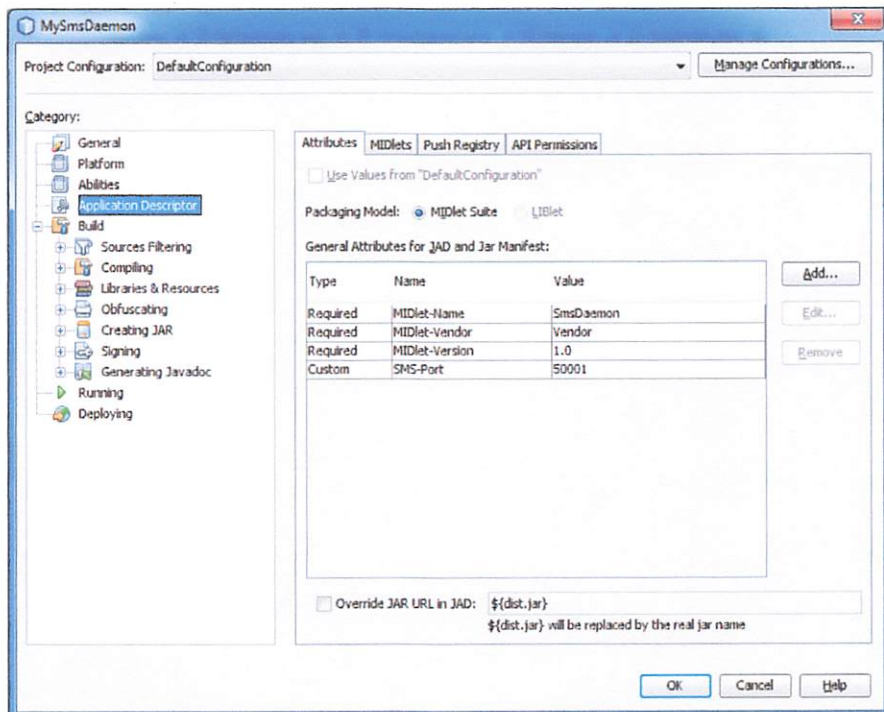 MySmsDaemon
Project Configuration: DefaultConfiguration Manage Configurations...
Category:
General
Platform
Abilities
Application Descriptor
Build
Sources Filtering
Compiling
Libraries & Resources
Obfuscating
Creating JAR
Signing
Generating Javadoc
Running
Deploying
Attributes MIDlets Push Registry API Permissions
Use Values from "DefaultConfiguration"
Packaging Model: MIDlet Suite LIBlet
General Attributes for JAD and Jar Manifest:
Type Name Value
Required MIDlet-Name SmsDaemon
Required MIDlet-Vendor Vendor
Required MIDlet-Version 1.0
Custom SMS-Port 50001
Add...
Edit...
Remove
Override JAR URL in JAD: ${dist.jar}
${dist.jar} will be replaced by the real jar name
OK Cancel Help